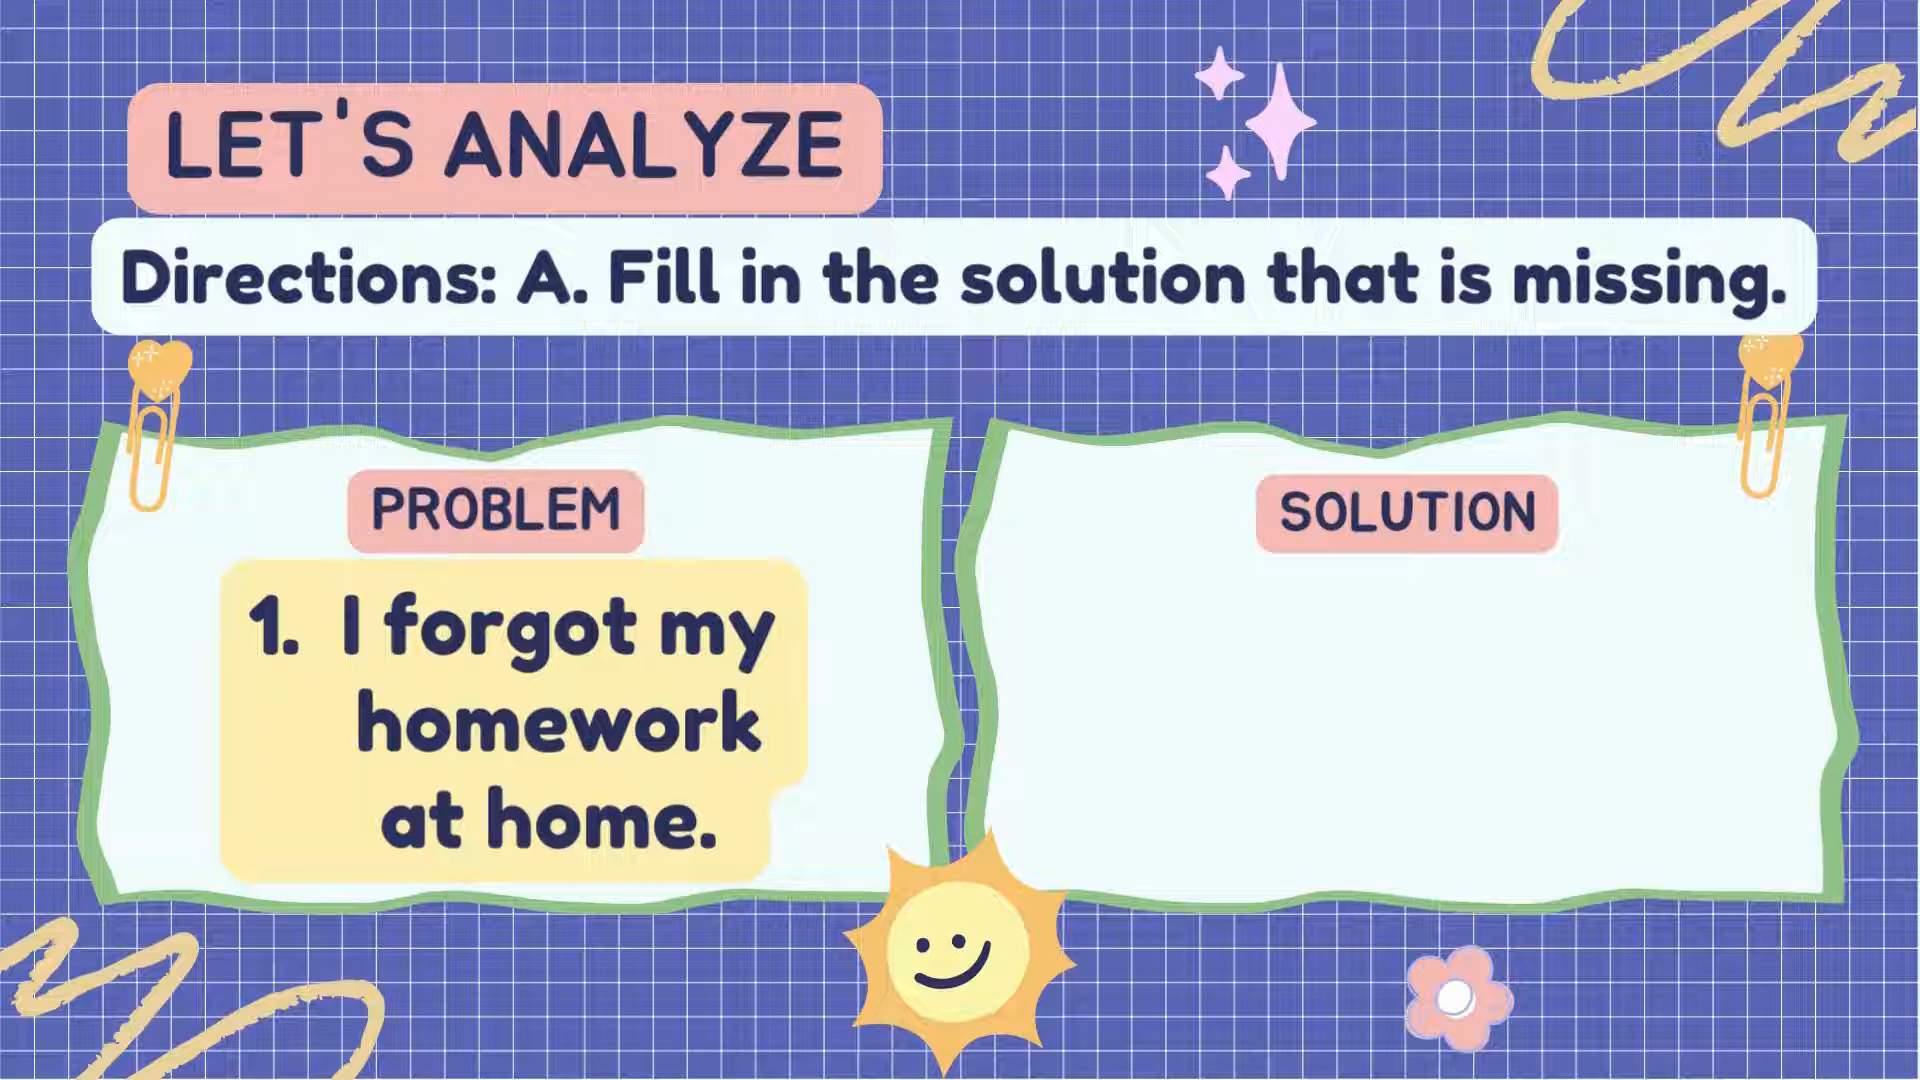 LET'S ANALYZE
Directions: A. Fill in the solution that is missing.
PROBLEM
1. I forgot my
homework
at home.
SOLUTION